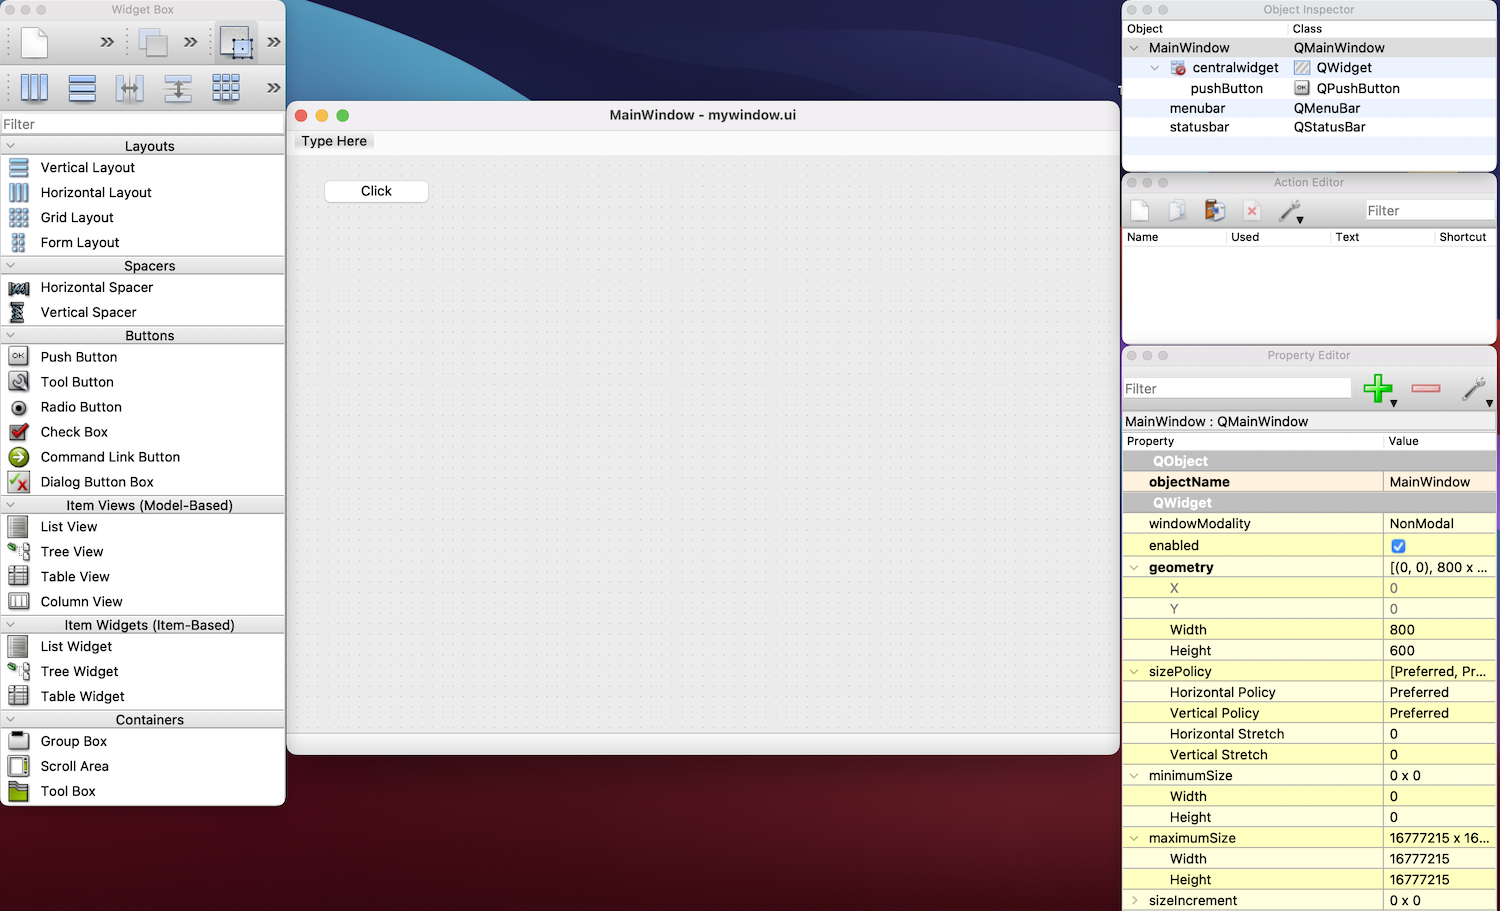 Widget Box
Filter
Layouts
Vertical Layout
Horizontal Layout
Grid Layout
Form Layout
Spacers
Horizontal Spacer
Vertical Spacer
Buttons
OK Push Button
Tool Button
Radio Button
Check Box
Command Link Button
Dialog Button Box
Item Views (Model-Based)
List View
Tree View
Table View
Column View
Item Widgets (Item-Based)
List Widget
Tree Widget
Table Widget
Containers
Group Box
Scroll Area
Tool Box
MainWindow - mywindow.ui
Type Here
Click
Object Inspector
Object Class
MainWindow QMainWindow
centralwidget QWidget
pushButton OK QPushButton
menubar QMenuBar
statusbar QStatusBar
Action Editor
Filter
Name Used Text Shortcut
Property Editor
Filter
MainWindow : QMainWindow
Property Value
QObject
objectName MainWindow
QWidget
windowModality NonModal
enabled
geometry [(0, 0), 800 x ...
X 0
Y 0
Width 800
Height 600
sizePolicy [Preferred, Pr...
Horizontal Policy Preferred
Vertical Policy Preferred
Horizontal Stretch 0
Vertical Stretch 0
minimumSize 0 x 0
Width 0
Height 0
maximumSize 16777215 x 16...
Width 16777215
Height 16777215
sizeIncrement 0 x 0